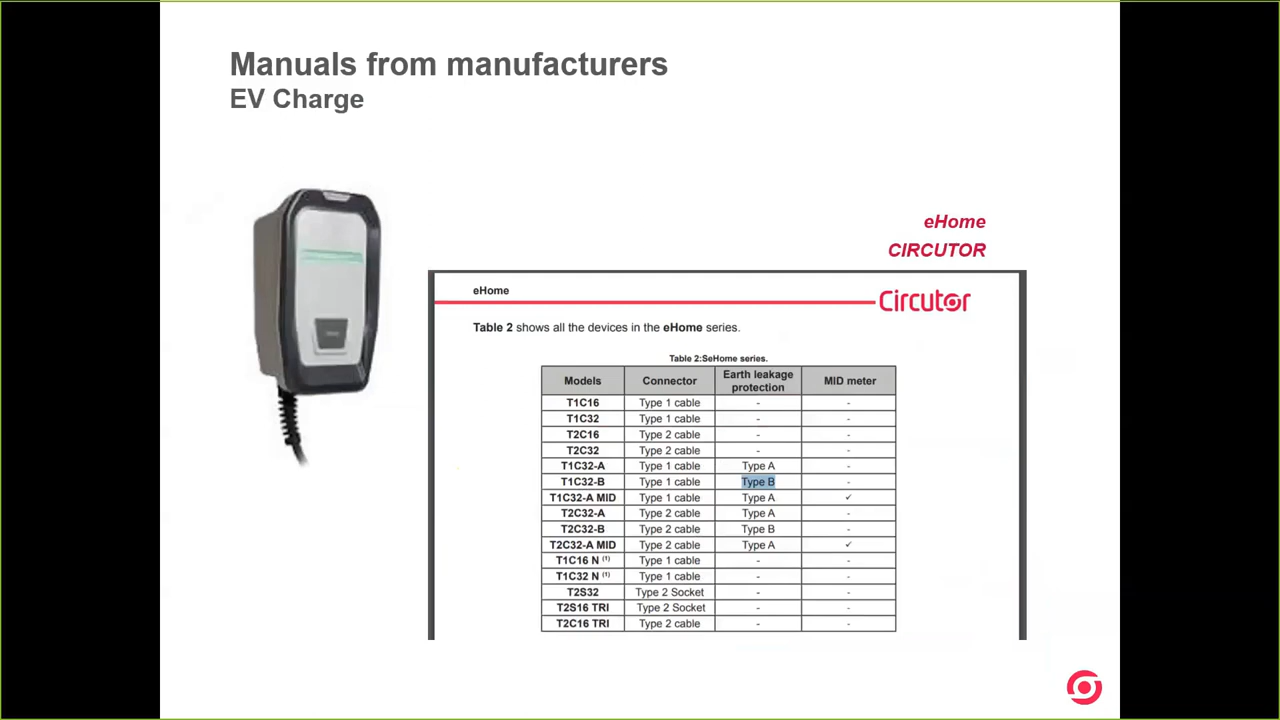 Manuals from manufacturers
EV Charge
eHome
CIRCUTOR
eHome
Circutor
Table 2 shows all the devices in the eHome series.
Table 2:SeHome series.
Models Connector Earth leakage protection MID meter
T1C16 Type 1 cable - -
T1C32 Type 1 cable - -
T2C16 Type 2 cable - -
T2C32 Type 2 cable - -
T1C32-A Type 1 cable Type A -
T1C32-B Type 1 cable Type B -
T1C32-A MID Type 1 cable Type A ✓
T2C32-A Type 2 cable Type A -
T2C32-B Type 2 cable Type B -
T2C32-A MID Type 2 cable Type A ✓
T1C16 N (1) Type 1 cable - -
T1C32 N (1) Type 1 cable - -
T2S32 Type 2 Socket - -
T2S16 TRI Type 2 Socket - -
T2C16 TRI Type 2 cable - -